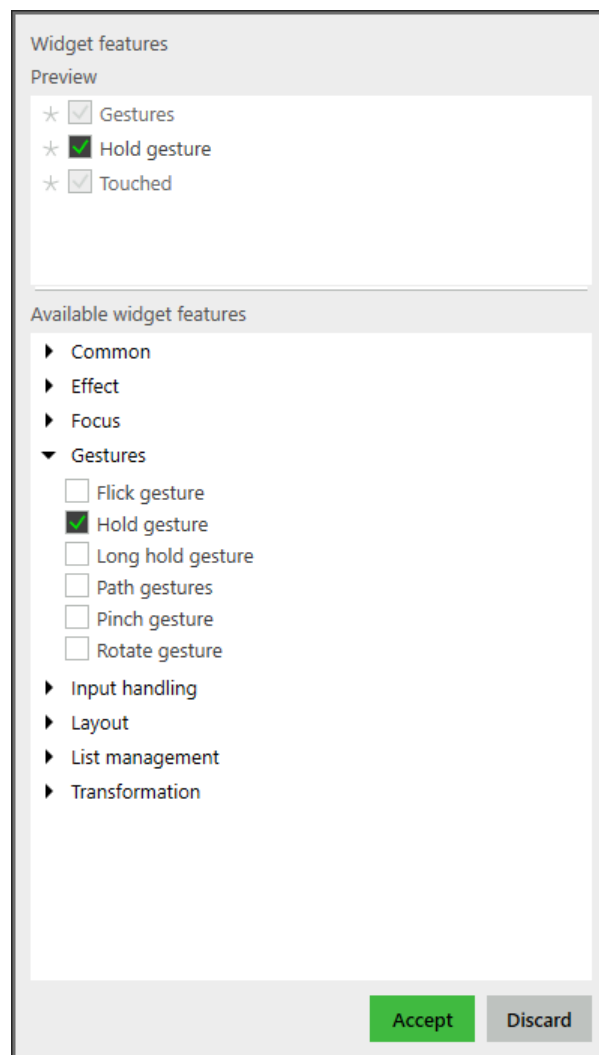 Widget features
Preview
Gestures
Hold gesture
Touched
Available widget features
Common
Effect
Focus
Gestures
Flick gesture
Hold gesture
Long hold gesture
Path gestures
Pinch gesture
Rotate gesture
Input handling
Layout
List management
Transformation
Accept Discard